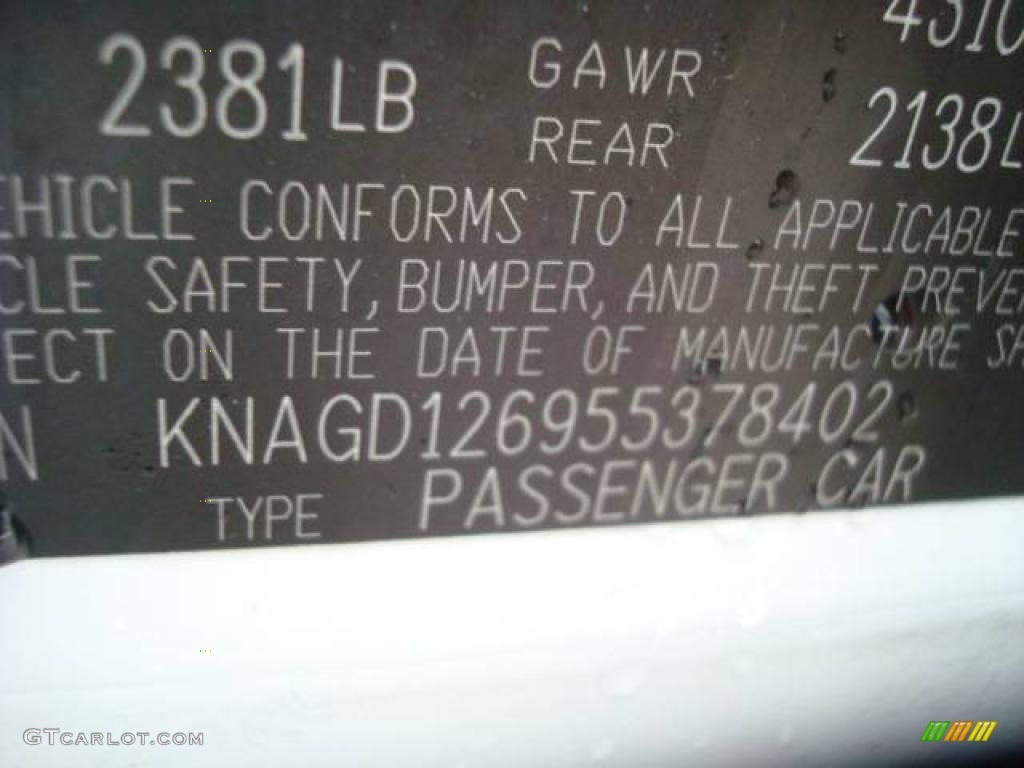 2381LB GAWR REAR 2138L
EHICLE CONFORMS TO ALL APPLICABLE
CLE SAFETY, BUMPER, AND THEFT PREVE
ECT ON THE DATE OF MANUFACTURE SH
N KNAGD126955378402
TYPE PASSENGER CAR
GTCARLOT.COM